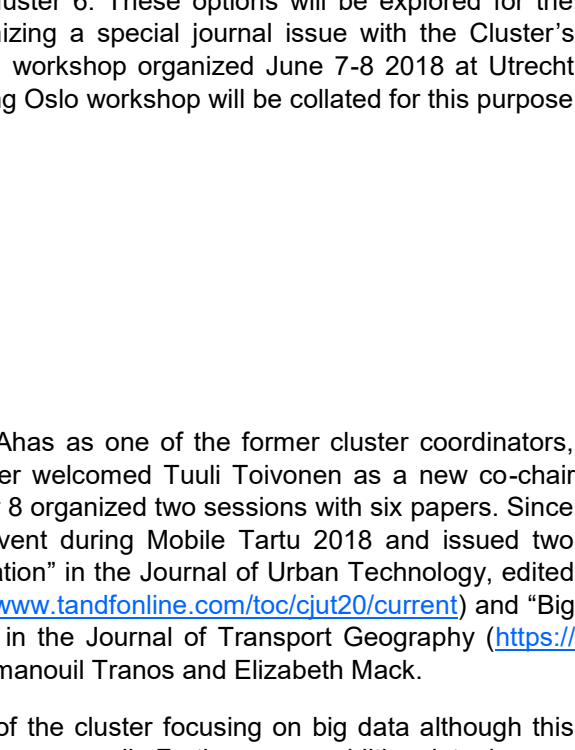 6. These options will be explored for the
a special journal issue with the Cluster’s
workshop organized June 7-8 2018 at Utrecht
Oslo workshop will be collated for this purpose
Ahas as one of the former cluster coordinators,
welcomed Tuuli Toivonen as a new co-chair
8 organized two sessions with six papers. Since
during Mobile Tartu 2018 and issued two
in the Journal of Urban Technology, edited
www.tandfonline.com/toc/cjut20/current) and “Big
in the Journal of Transport Geography (https://
manouil Tranos and Elizabeth Mack.
of the cluster focusing on big data although this